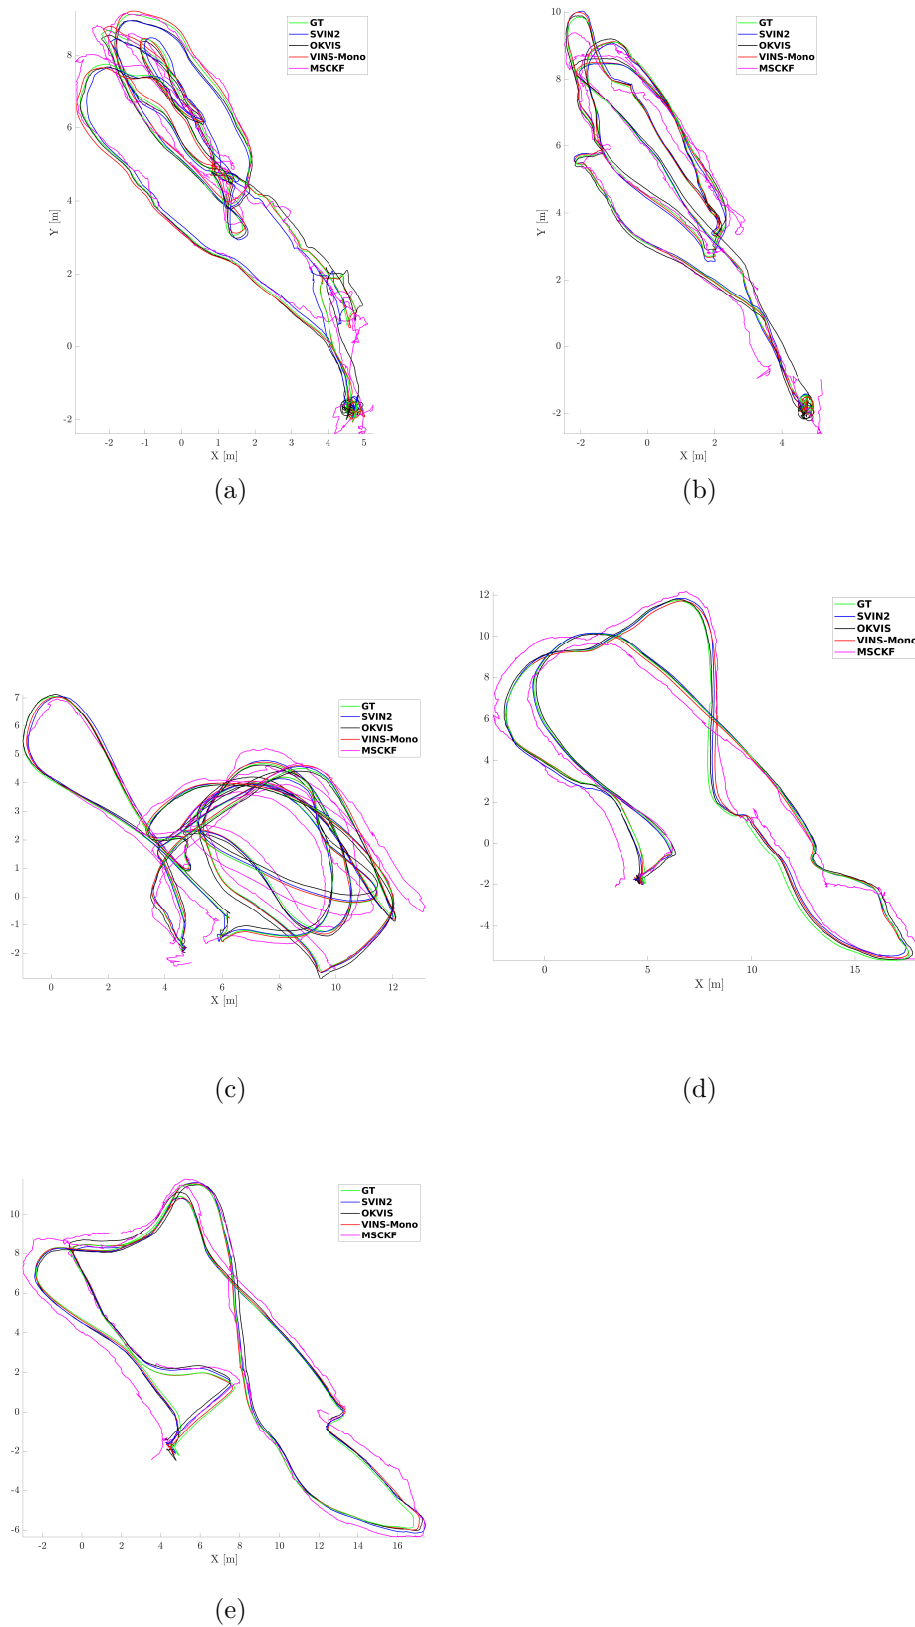 GT
SVIN2
OKVIS
VINS-Mono
MSCKF
8
6
4
2
0
-2
Y [m]
-2 -1 0 1 2 3 4 5
X [m]
(a)
GT
SVIN2
OKVIS
VINS-Mono
MSCKF
10
8
6
4
2
0
-2
Y [m]
-2 0 2 4
X [m]
(b)
GT
SVIN2
OKVIS
VINS-Mono
MSCKF
7
6
5
4
3
2
1
0
-1
-2
0 2 4 6 8 10 12
X [m]
(c)
GT
SVIN2
OKVIS
VINS-Mono
MSCKF
12
10
8
6
4
2
0
-2
-4
0 5 10 15
X [m]
(d)
GT
SVIN2
OKVIS
VINS-Mono
MSCKF
10
8
6
4
2
0
-2
-4
-6
-2 0 2 4 6 8 10 12 14 16
X [m]
(e)